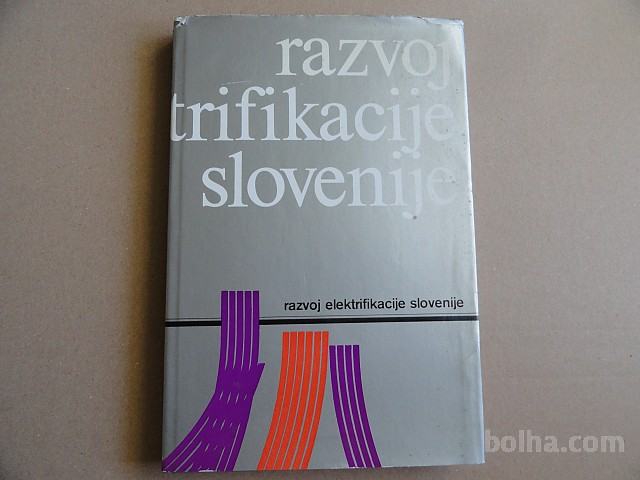 razvoj
trifikacije
slovenije
razvoj elektrifikacije slovenije
bolha.com